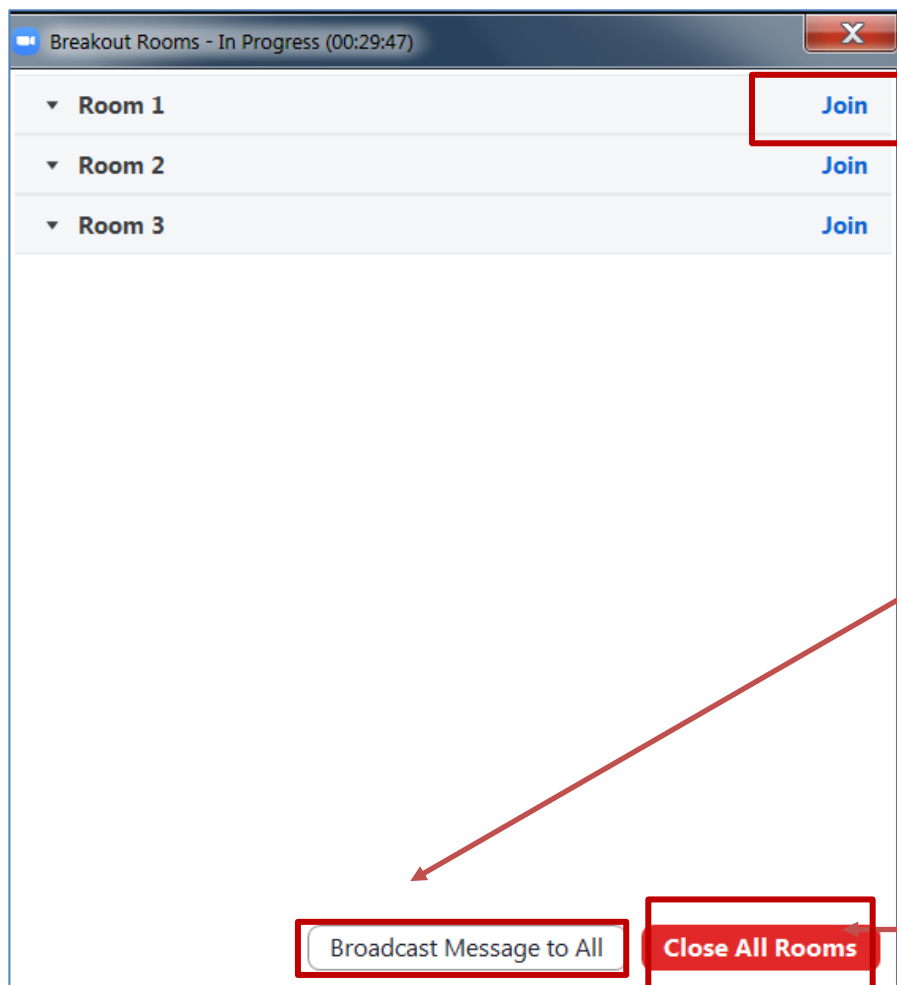 Breakout Rooms - In Progress (00:29:47)
Room 1 Join
Room 2 Join
Room 3 Join
Broadcast Message to All Close All Rooms